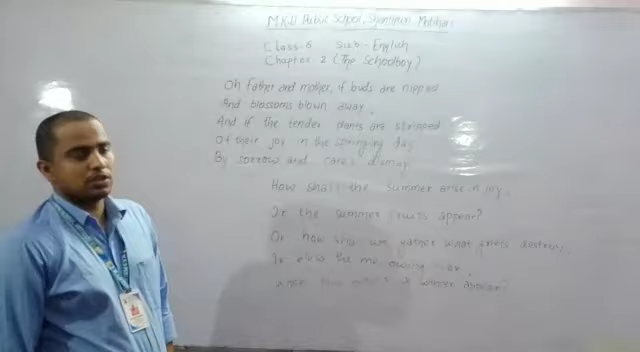 M.K.D Public School, Motihari
Class-6 Sub- English
Chapter 2 (The Schoolboy)
Oh Father and mother, if buds are nipped
And blossoms blown away,
And if the tender plants are stripped
Of their joy in the springing day,
By sorrow and care's dismay
How shall the summer arise in joy,
Or the summer fruits appear?
Or how shall we gather what griefs destroy,
the
appear?